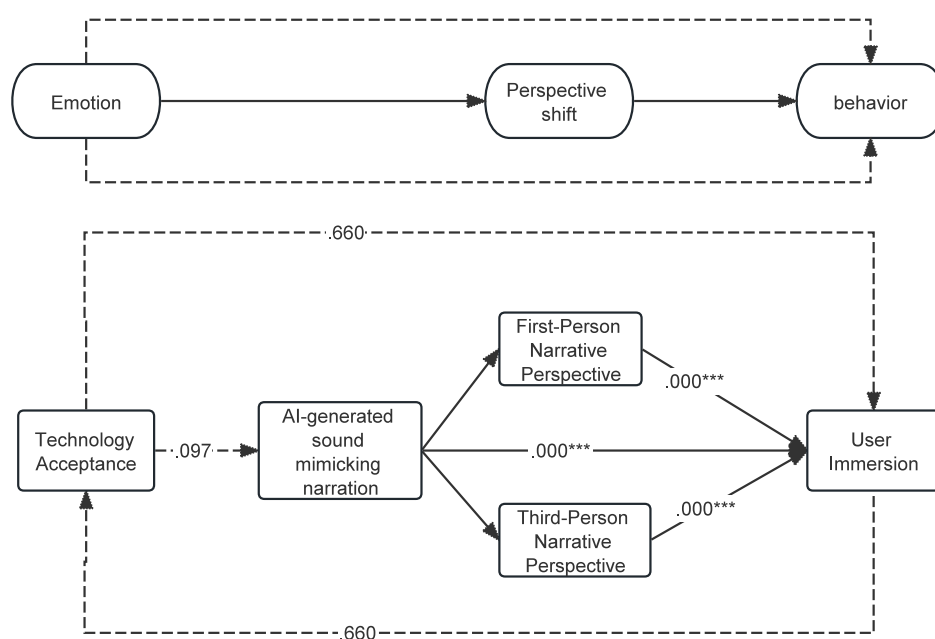 Emotion
Perspective
shift
behavior
.660
First-Person
Narrative
Perspective
.000***
Technology
Acceptance
.097
AI-generated
sound
mimicking
narration
.000***
User
Immersion
.000***
Third-Person
Narrative
Perspective
.660